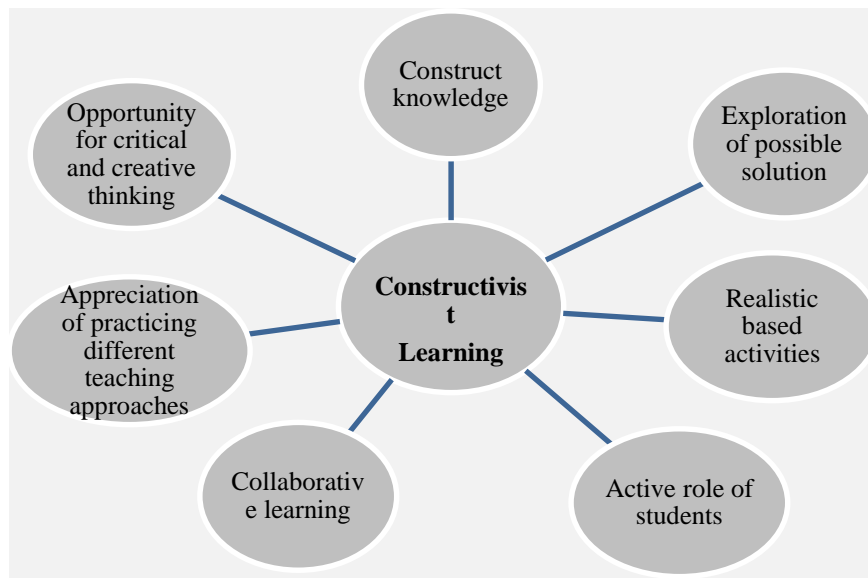 Construct
knowledge
Opportunity
for critical
and creative
thinking
Exploration
of possible
solution
Constructivis
t
Learning
Appreciation
of practicing
different
teaching
approaches
Realistic
based
activities
Collaborativ
e learning
Active role of
students